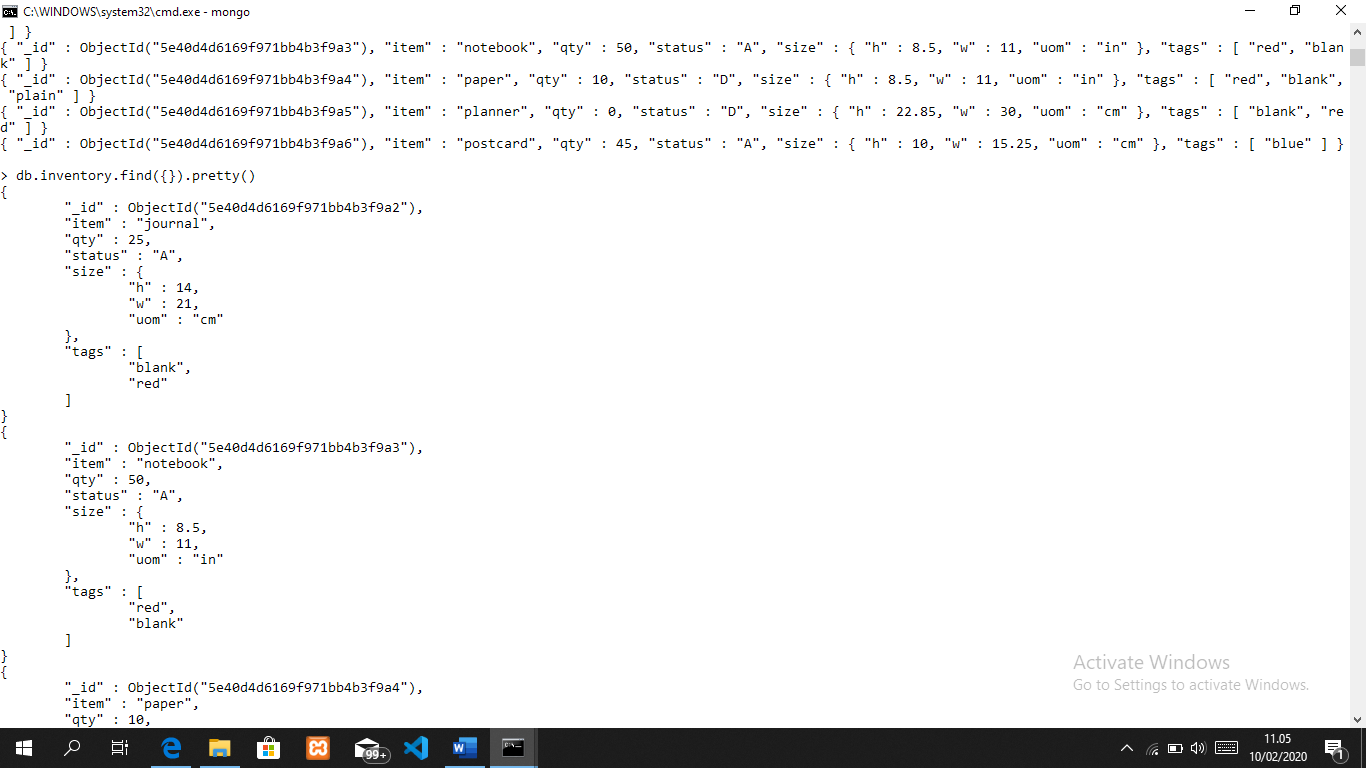 C:\WINDOWS\system32\cmd.exe - mongo
 ] }
{ "_id" : ObjectId("5e40d4d6169f971bb4b3f9a3"), "item" : "notebook", "qty" : 50, "status" : "A", "size" : { "h" : 8.5, "w" : 11, "uom" : "in" }, "tags" : [ "red", "blan
k" ] }
{ "_id" : ObjectId("5e40d4d6169f971bb4b3f9a4"), "item" : "paper", "qty" : 10, "status" : "D", "size" : { "h" : 8.5, "w" : 11, "uom" : "in" }, "tags" : [ "red", "blank",
 "plain" ] }
{ "_id" : ObjectId("5e40d4d6169f971bb4b3f9a5"), "item" : "planner", "qty" : 0, "status" : "D", "size" : { "h" : 22.85, "w" : 30, "uom" : "cm" }, "tags" : [ "blank", "re
d" ] }
{ "_id" : ObjectId("5e40d4d6169f971bb4b3f9a6"), "item" : "postcard", "qty" : 45, "status" : "A", "size" : { "h" : 10, "w" : 15.25, "uom" : "cm" }, "tags" : [ "blue" ] }
> db.inventory.find({}).pretty()
{
        "_id" : ObjectId("5e40d4d6169f971bb4b3f9a2"),
        "item" : "journal",
        "qty" : 25,
        "status" : "A",
        "size" : {
                "h" : 14,
                "w" : 21,
                "uom" : "cm"
        },
        "tags" : [
                "blank",
                "red"
        ]
}
{
        "_id" : ObjectId("5e40d4d6169f971bb4b3f9a3"),
        "item" : "notebook",
        "qty" : 50,
        "status" : "A",
        "size" : {
                "h" : 8.5,
                "w" : 11,
                "uom" : "in"
        },
        "tags" : [
                "red",
                "blank"
        ]
}
{
        "_id" : ObjectId("5e40d4d6169f971bb4b3f9a4"),
        "item" : "paper",
        "qty" : 10,
Activate Windows
Go to Settings to activate Windows.
99+
11.05
10/02/2020
1